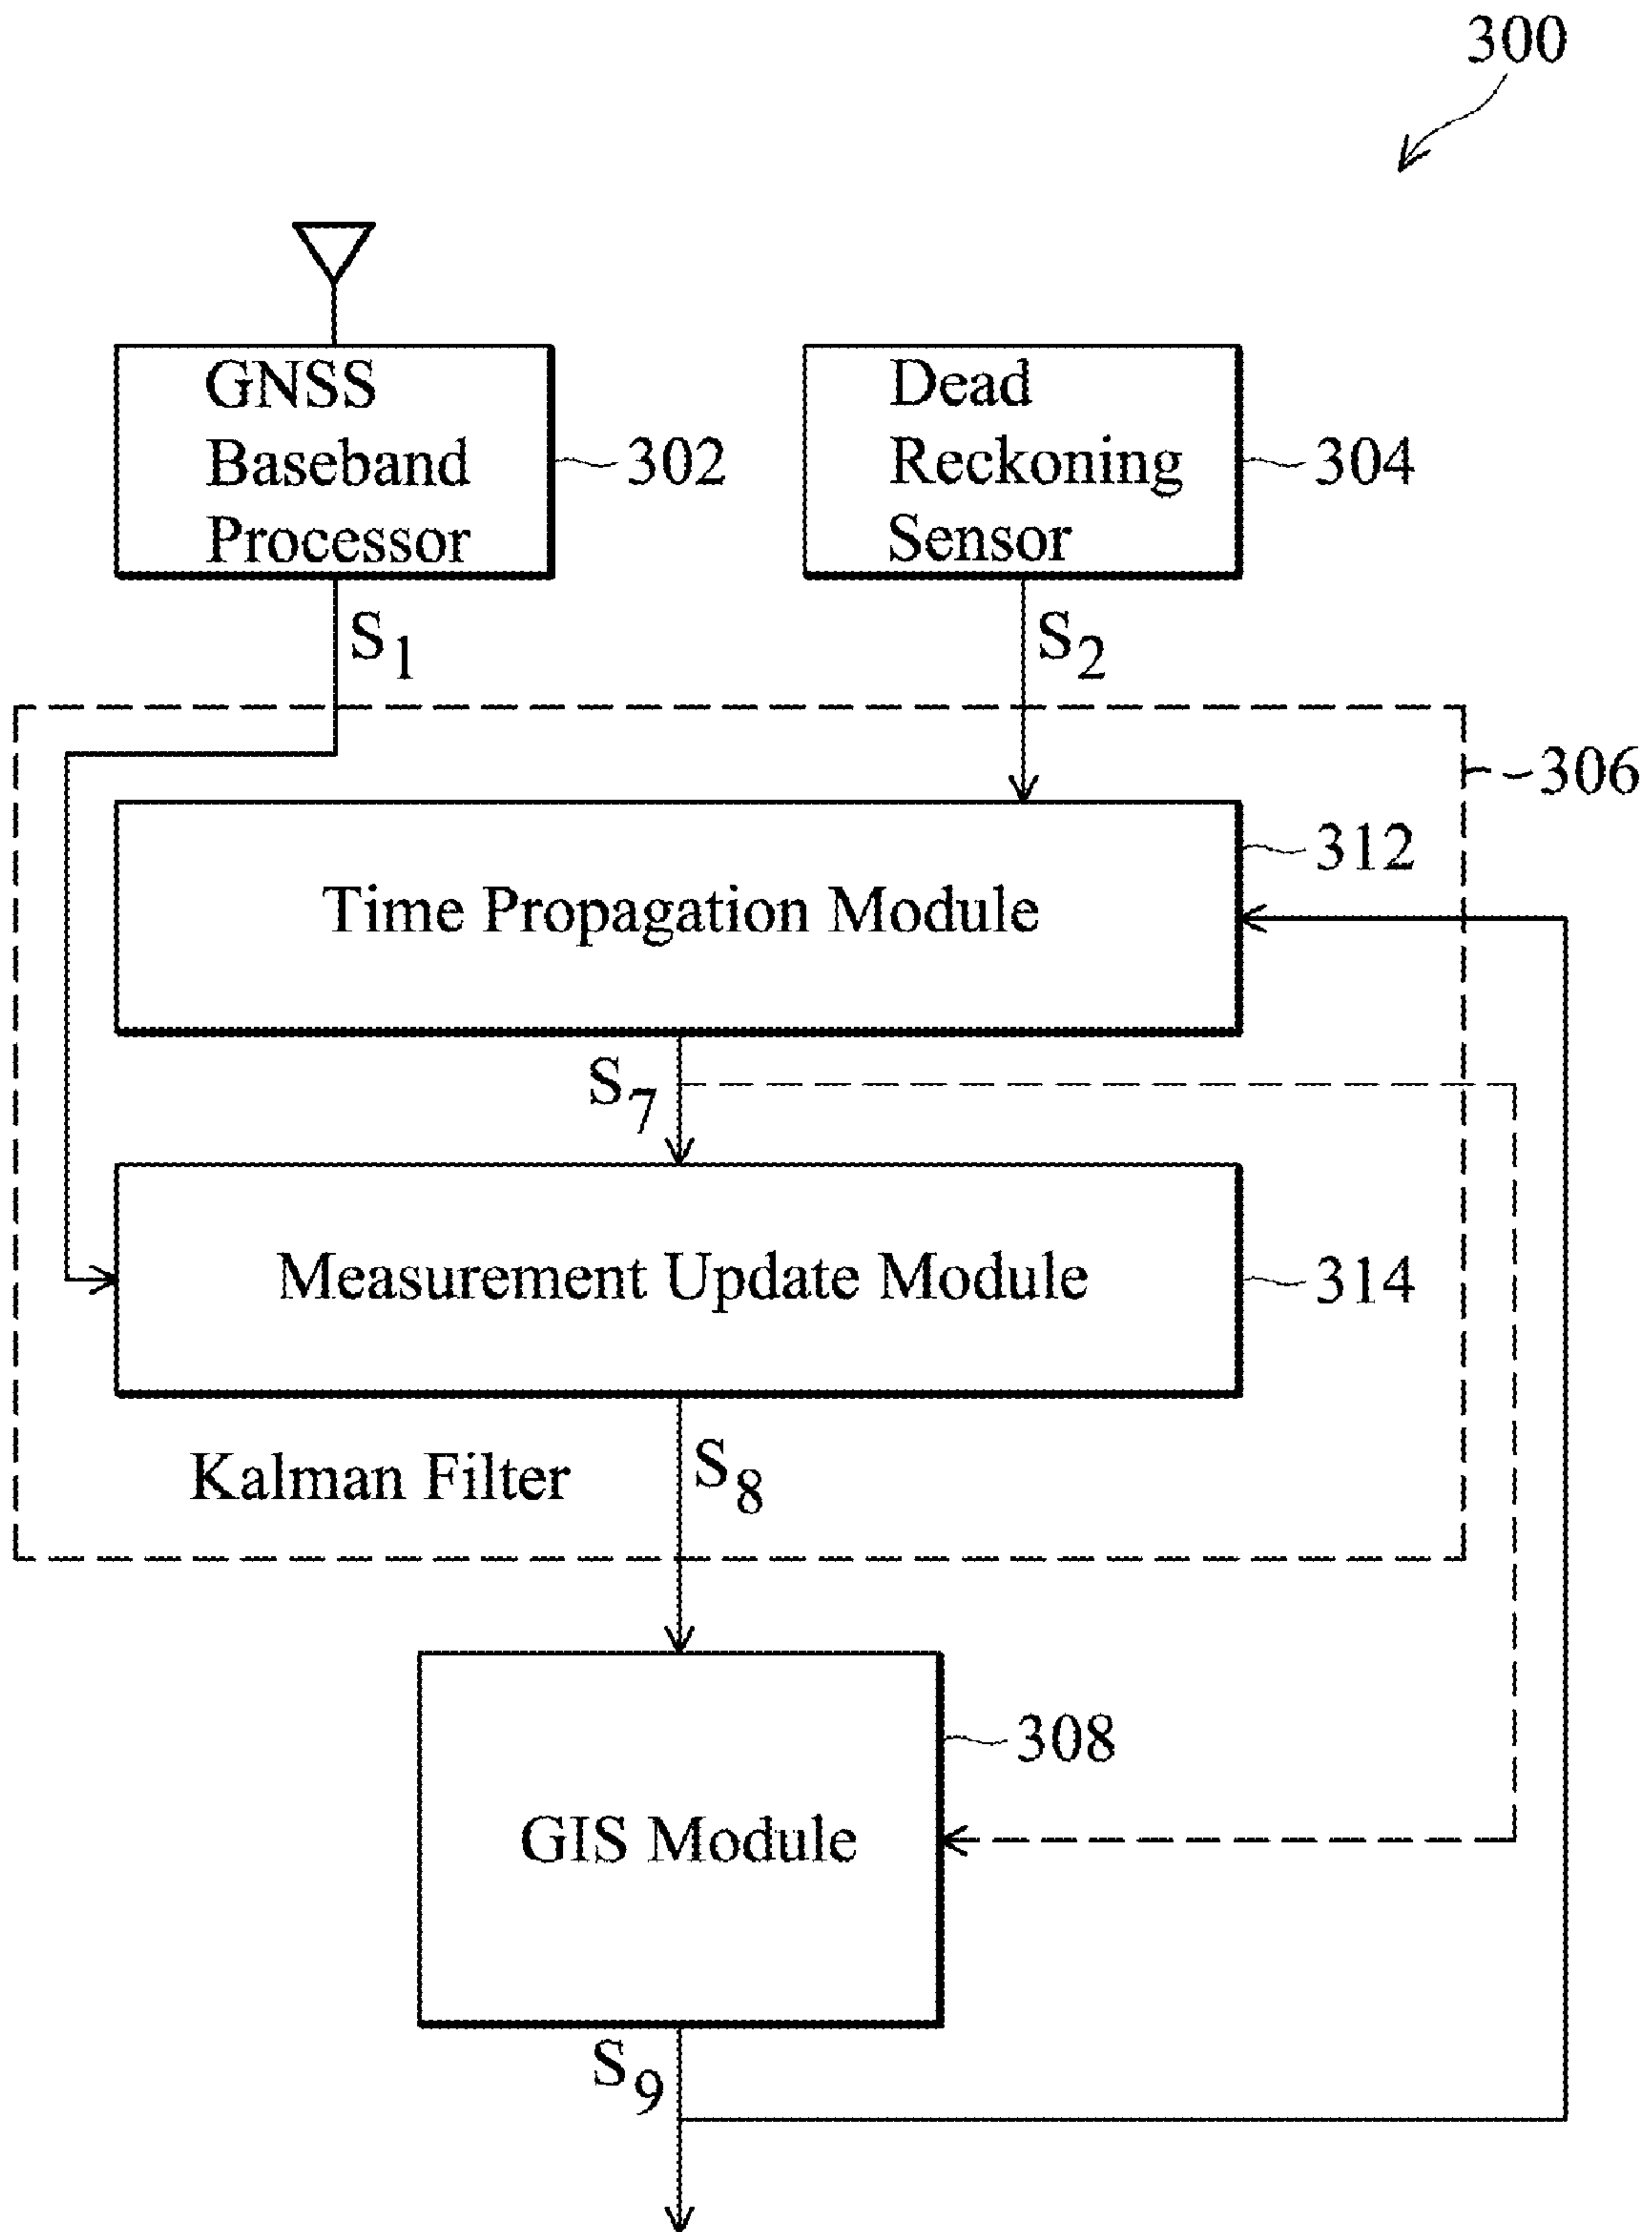 300
GNSS
Baseband
Processor
302
Dead
Reckoning
Sensor
304
S1
S2
306
312
Time Propagation Module
S7
Measurement Update Module
314
Kalman Filter
S8
308
GIS Module
S9